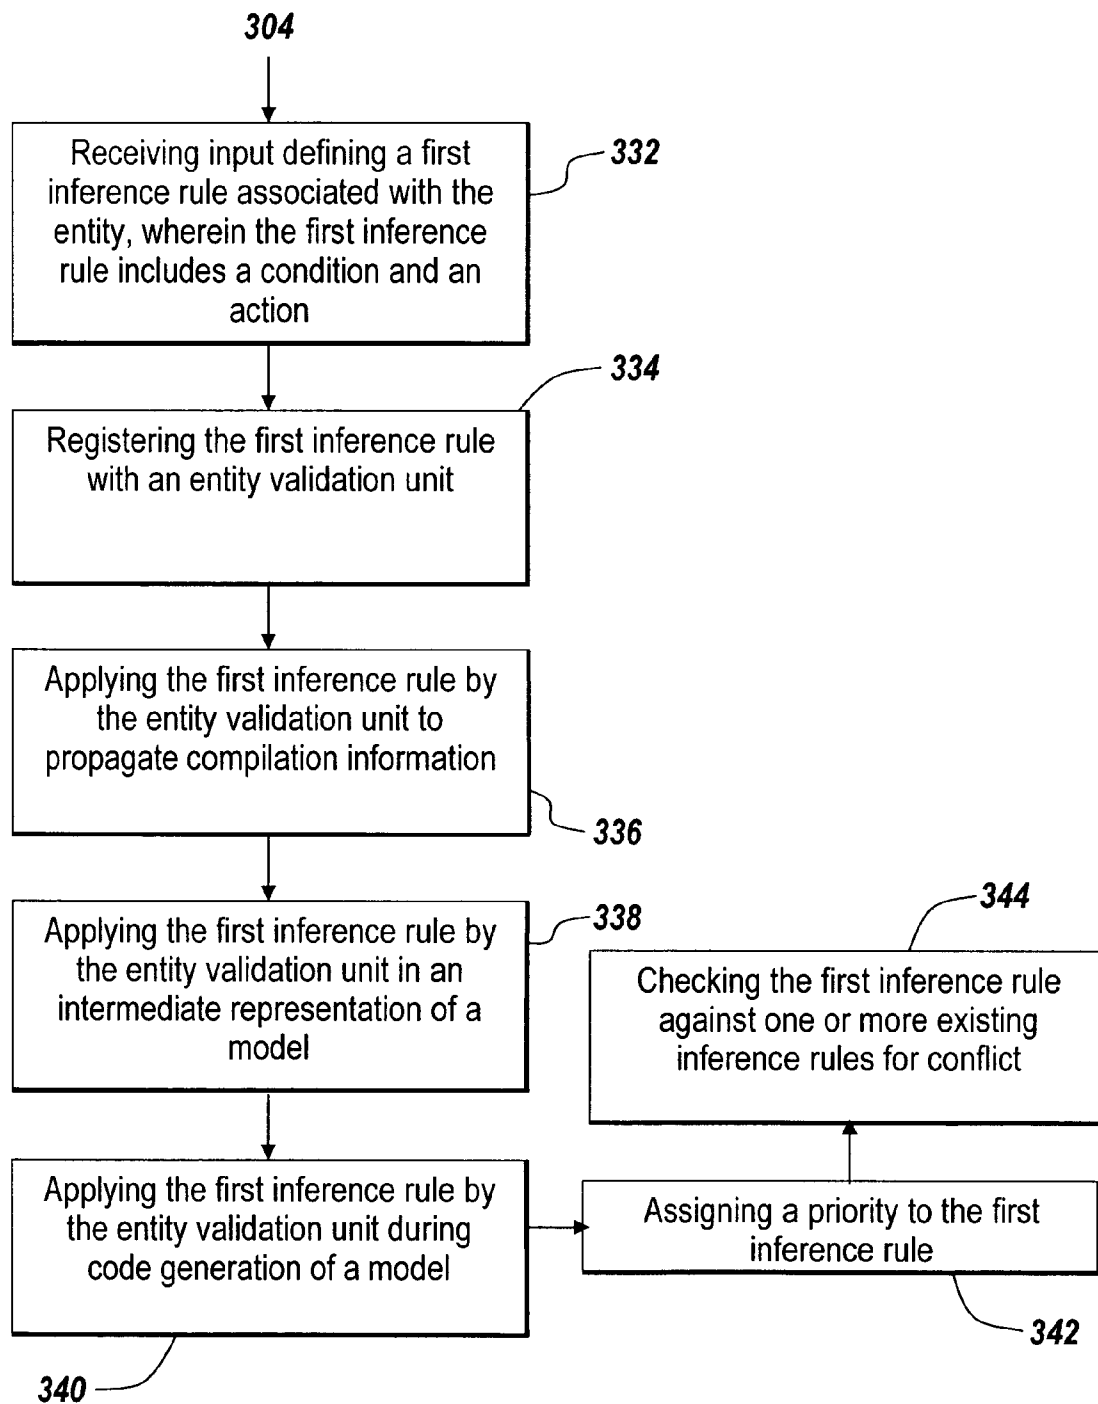 304
Receiving input defining a first
inference rule associated with the
entity, wherein the first inference
rule includes a condition and an
action
332
334
Registering the first inference rule
with an entity validation unit
Applying the first inference rule by
the entity validation unit to
propagate compilation information
336
338
Applying the first inference rule by
the entity validation unit in an
intermediate representation of a
model
Applying the first inference rule by
the entity validation unit during
code generation of a model
340
Assigning a priority to the first
inference rule
342
344
Checking the first inference rule
against one or more existing
inference rules for conflict